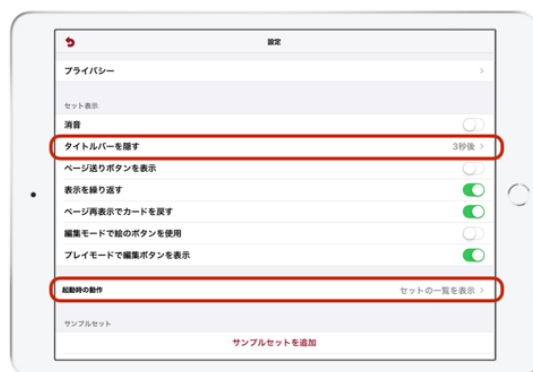 設定
プライバシー
セット表示
消音
タイトルバーを隠す 3秒後
ページ送りボタンを表示
表示を繰り返す
ページ再表示でカードを戻す
編集モードで絵のボタンを使用
プレイモードで編集ボタンを表示
起動時の動作 セットの一覧を表示
サンプルセット
サンプルセットを追加